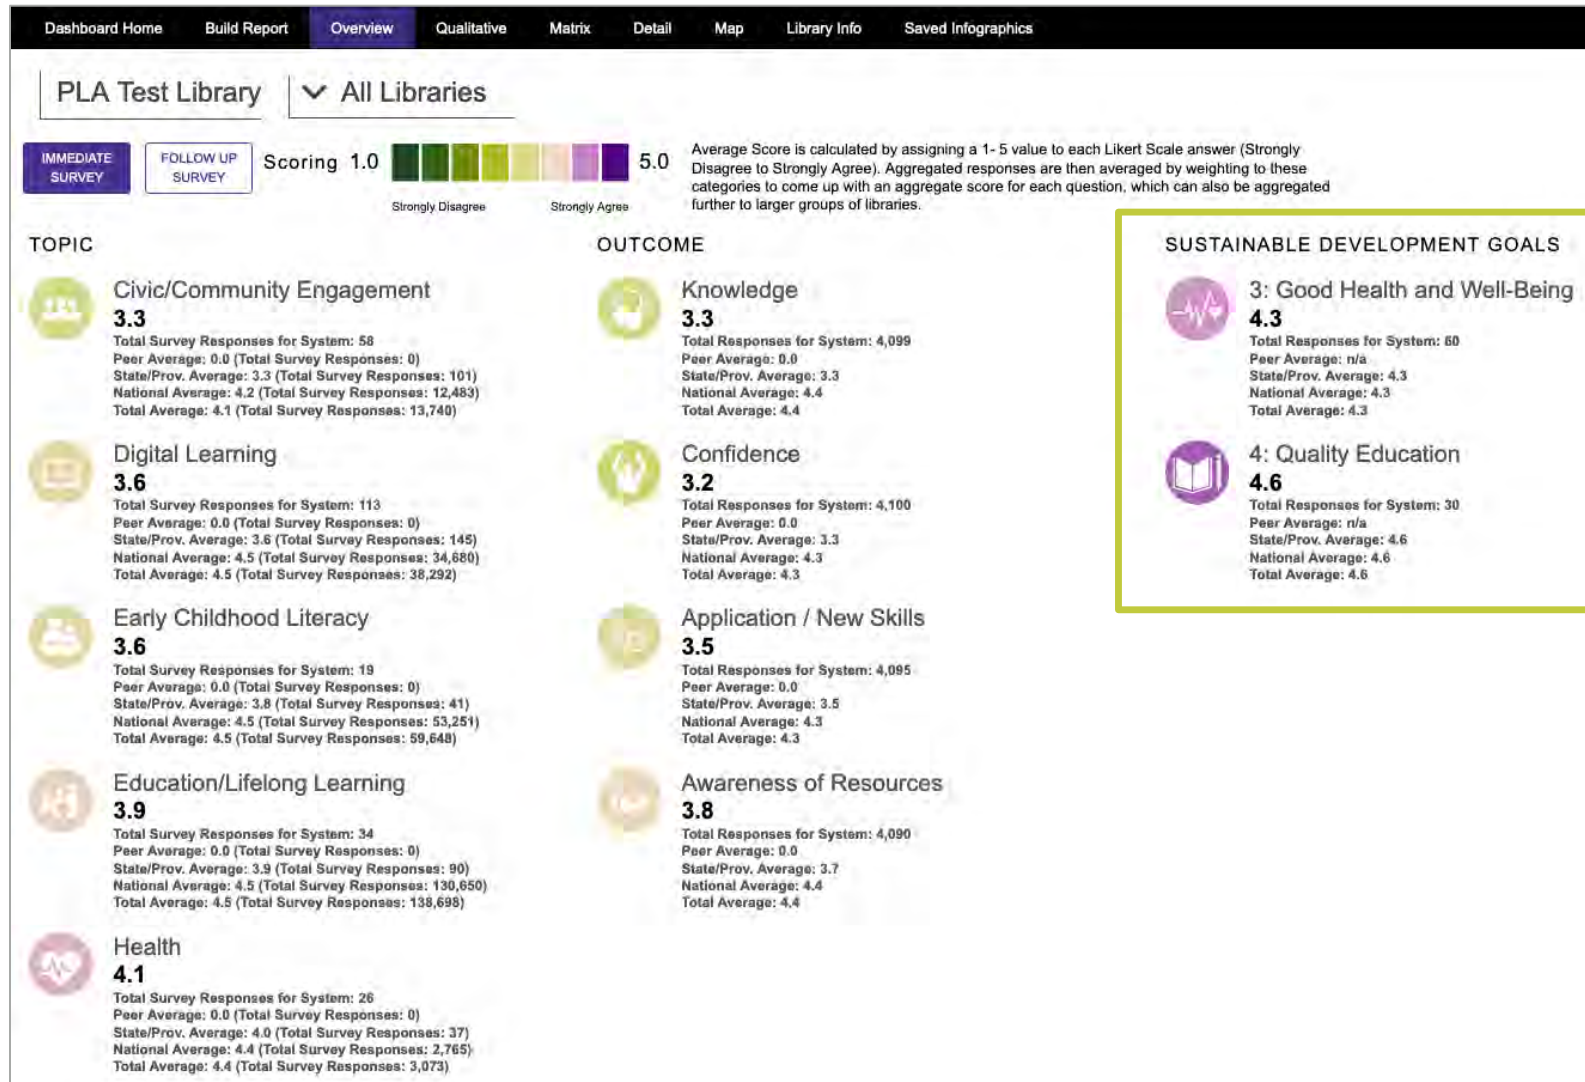 Dashboard Home Build Report Overview Qualitative Matrix Detail Map Library Info Saved Infographics
PLA Test Library All Libraries
IMMEDIATE SURVEY
FOLLOW UP SURVEY
Scoring 1.0 5.0
Strongly Disagree Strongly Agree
Average Score is calculated by assigning a 1- 5 value to each Likert Scale answer (Strongly
Disagree to Strongly Agree). Aggregated responses are then averaged by weighting to these
categories to come up with an aggregate score for each question, which can also be aggregated
further to larger groups of libraries.
TOPIC
Civic/Community Engagement
3.3
Total Survey Responses for System: 58
Peer Average: 0.0 (Total Survey Responses: 0)
State/Prov. Average: 3.3 (Total Survey Responses: 101)
National Average: 4.2 (Total Survey Responses: 12,483)
Total Average: 4.1 (Total Survey Responses: 13,740)
Digital Learning
3.6
Total Survey Responses for System: 113
Peer Average: 0.0 (Total Survey Responses: 0)
State/Prov. Average: 3.6 (Total Survey Responses: 145)
National Average: 4.5 (Total Survey Responses: 34,680)
Total Average: 4.5 (Total Survey Responses: 38,292)
Early Childhood Literacy
3.6
Total Survey Responses for System: 19
Peer Average: 0.0 (Total Survey Responses: 0)
State/Prov. Average: 3.8 (Total Survey Responses: 41)
National Average: 4.5 (Total Survey Responses: 53,251)
Total Average: 4.5 (Total Survey Responses: 59,648)
Education/Lifelong Learning
3.9
Total Survey Responses for System: 34
Peer Average: 0.0 (Total Survey Responses: 0)
State/Prov. Average: 3.9 (Total Survey Responses: 90)
National Average: 4.5 (Total Survey Responses: 130,650)
Total Average: 4.5 (Total Survey Responses: 138,698)
Health
4.1
Total Survey Responses for System: 26
Peer Average: 0.0 (Total Survey Responses: 0)
State/Prov. Average: 4.0 (Total Survey Responses: 37)
National Average: 4.4 (Total Survey Responses: 2,765)
Total Average: 4.4 (Total Survey Responses: 3,073)
OUTCOME
Knowledge
3.3
Total Responses for System: 4,099
Peer Average: 0.0
State/Prov. Average: 3.3
National Average: 4.4
Total Average: 4.4
Confidence
3.2
Total Responses for System: 4,100
Peer Average: 0.0
State/Prov. Average: 3.3
National Average: 4.3
Total Average: 4.3
Application / New Skills
3.5
Total Responses for System: 4,095
Peer Average: 0.0
State/Prov. Average: 3.5
National Average: 4.3
Total Average: 4.3
Awareness of Resources
3.8
Total Responses for System: 4,090
Peer Average: 0.0
State/Prov. Average: 3.7
National Average: 4.4
Total Average: 4.4
SUSTAINABLE DEVELOPMENT GOALS
3: Good Health and Well-Being
4.3
Total Responses for System: 60
Peer Average: n/a
State/Prov. Average: 4.3
National Average: 4.3
Total Average: 4.3
4: Quality Education
4.6
Total Responses for System: 30
Peer Average: n/a
State/Prov. Average: 4.6
National Average: 4.6
Total Average: 4.6